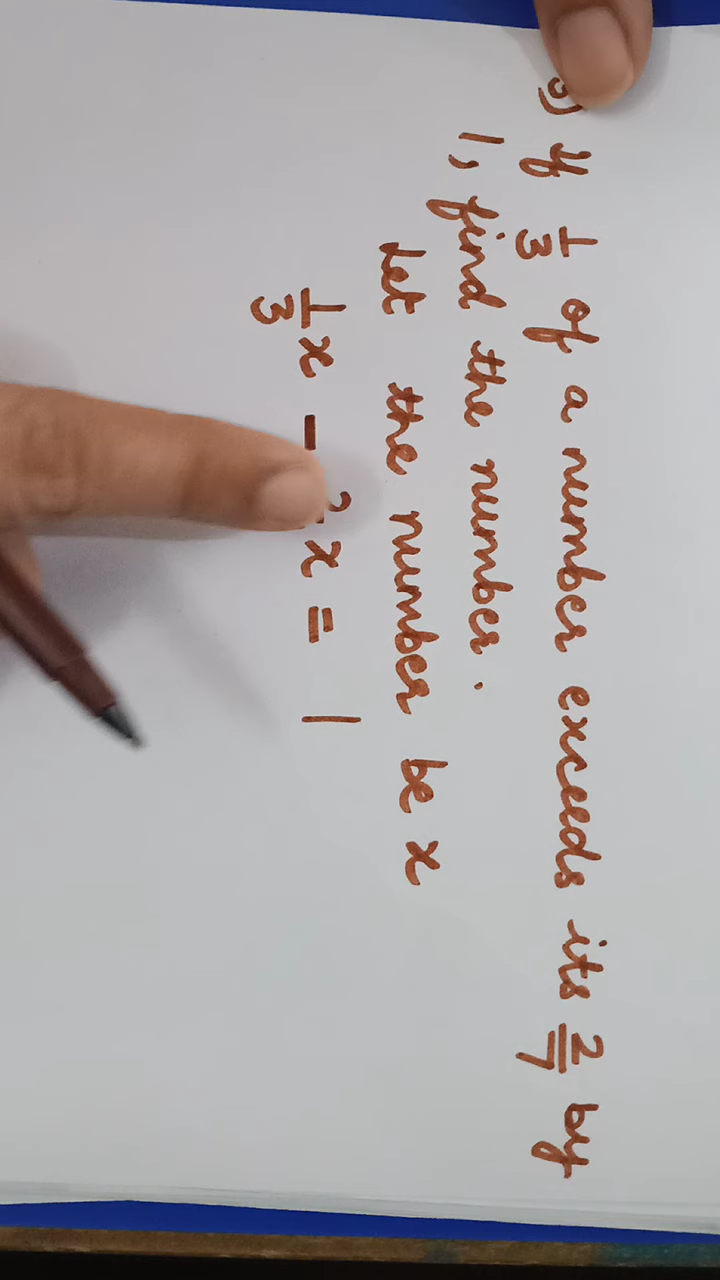 If 1/3 of a number exceeds its 2/7 by
1, find the number.
Let the number be x
1/3 x - x = 1